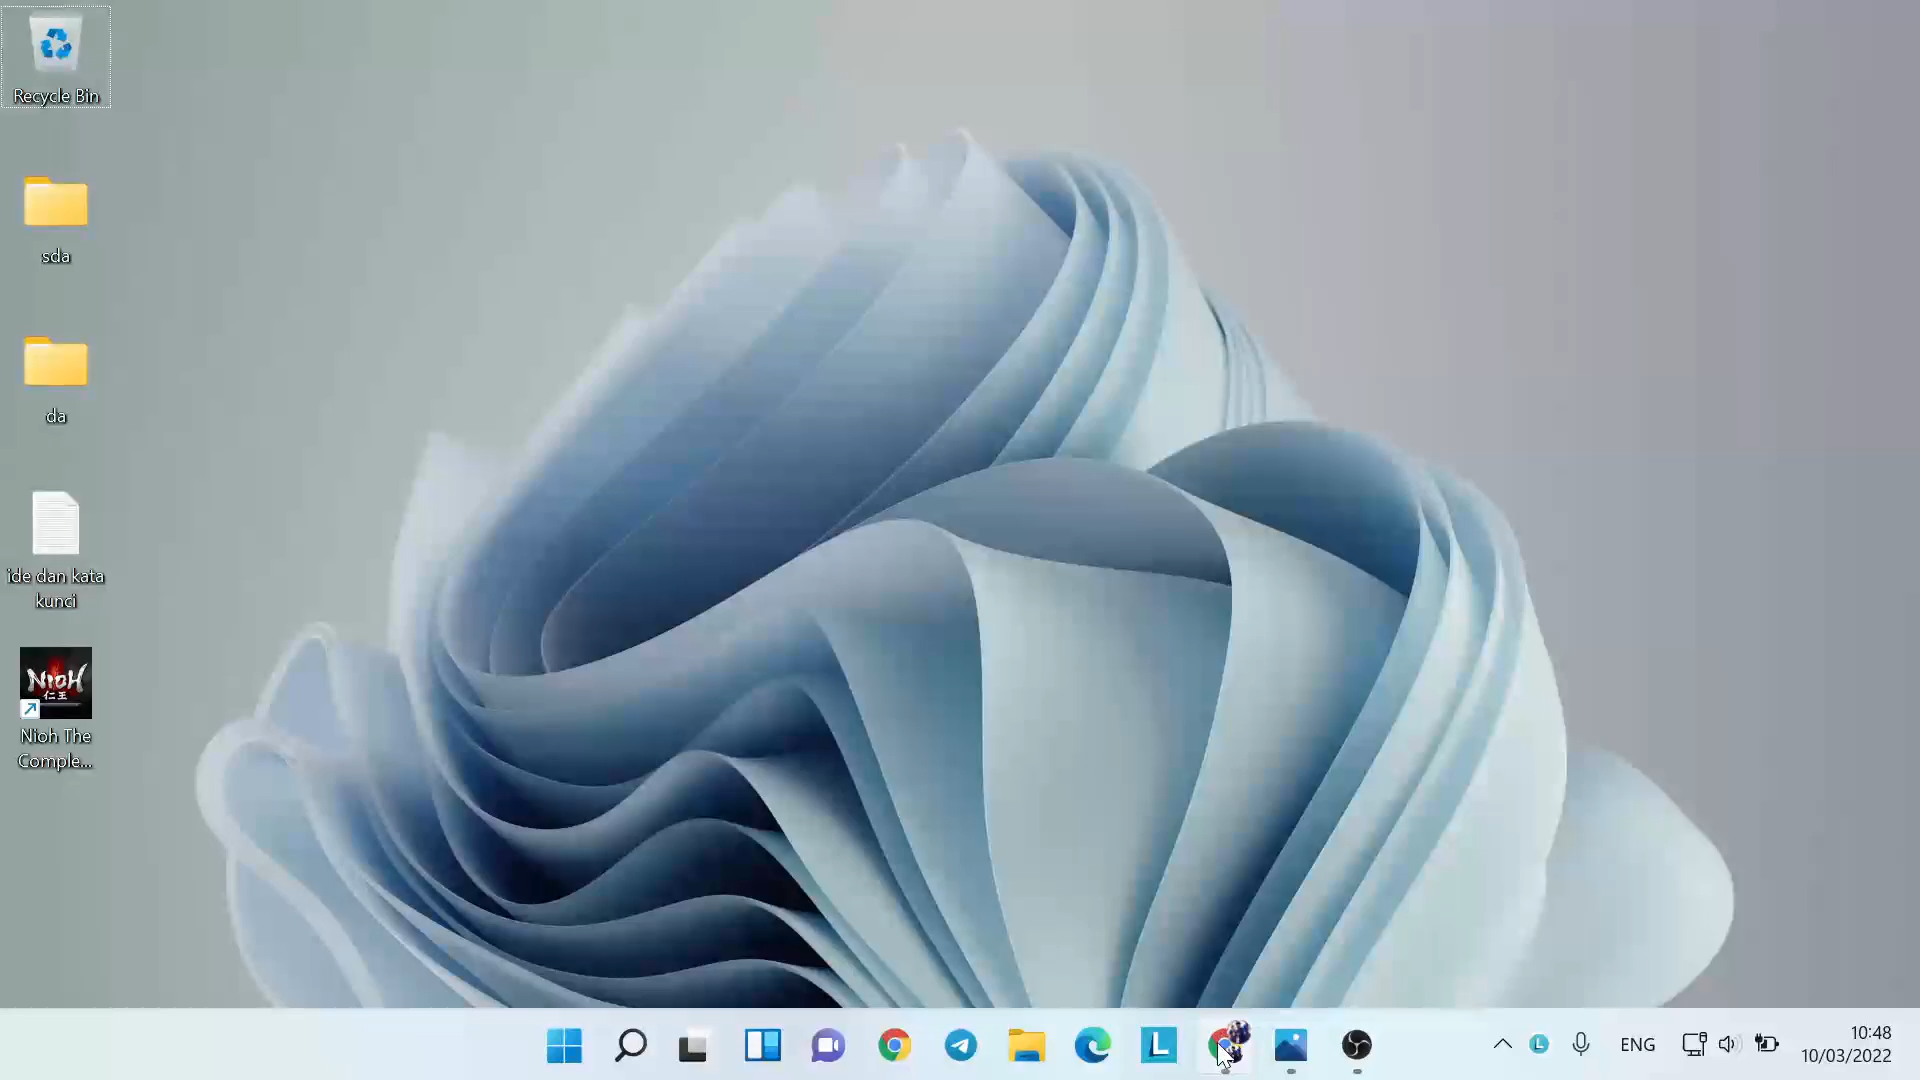 Recycle Bin
sda
da
ide dan kata
kunci
NIOH
仁王
Nioh The
Comple...
L
L
ENG
10:48
10/03/2022